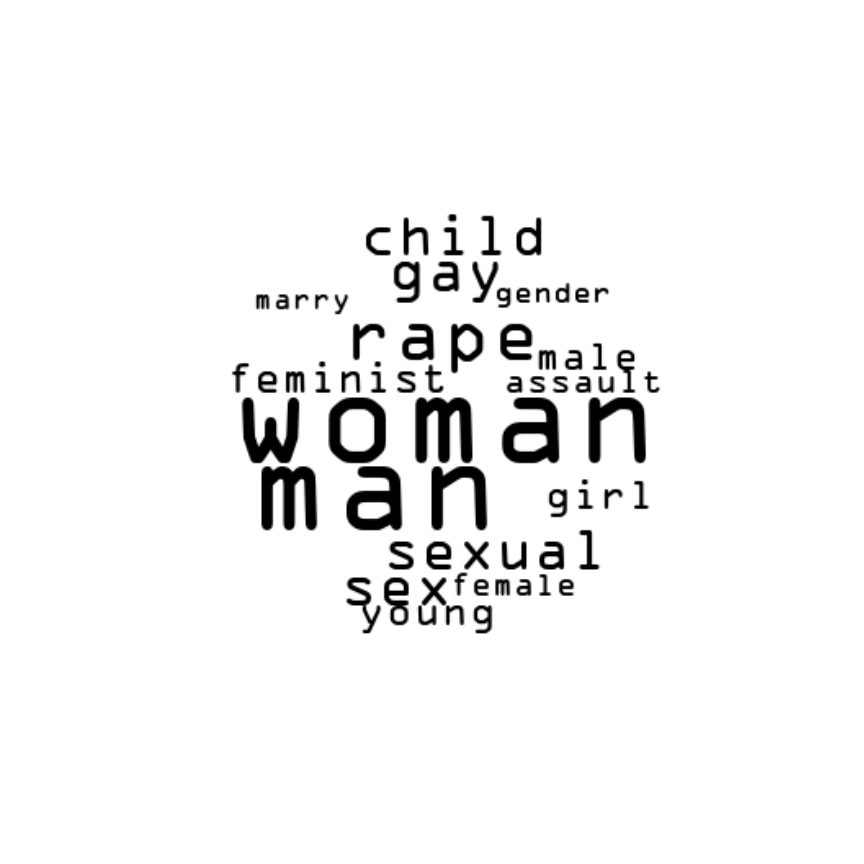 child
gay
marry gender
rape
male
feminist assault
woman
man
girl
sexual
sex female
young